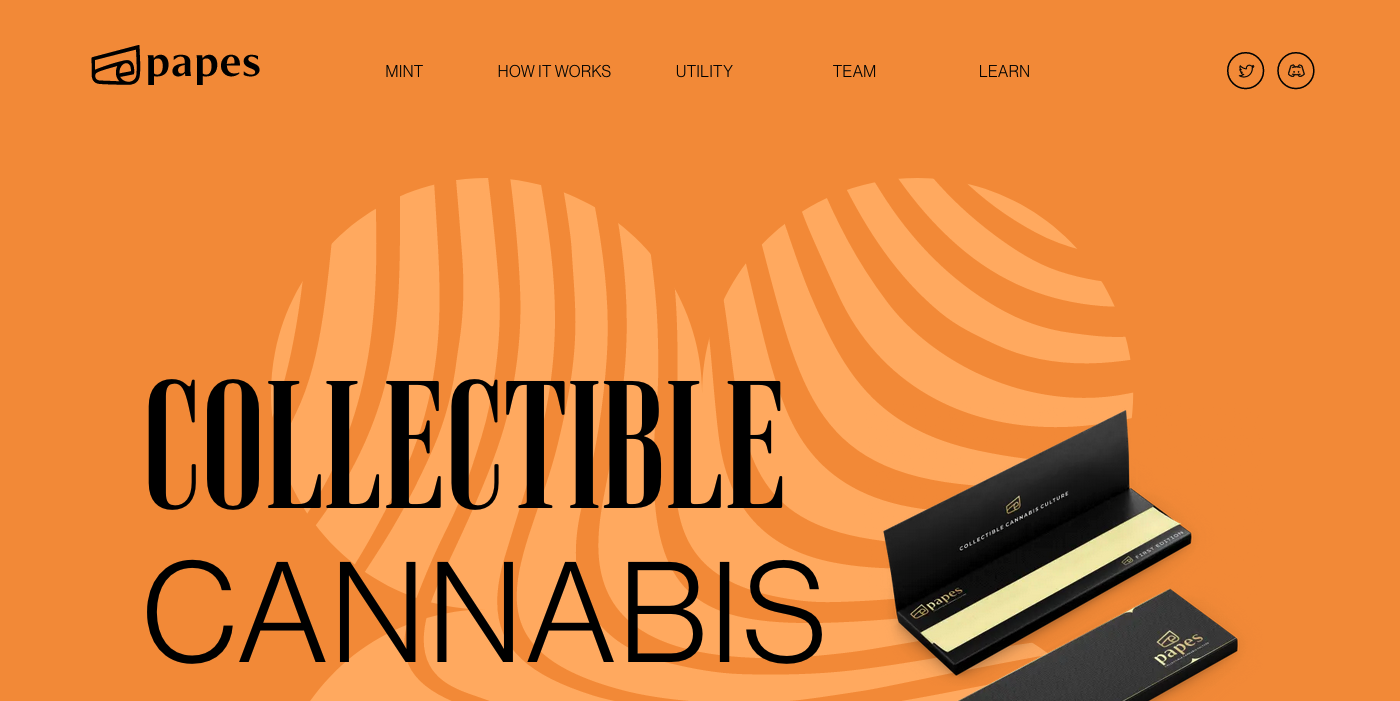 papes
MINT
HOW IT WORKS
UTILITY
TEAM
LEARN
COLLECTIBLE
CANNABIS
COLLECTIBLE CANNABIS CULTURE
FIRST EDITION
papes
papes